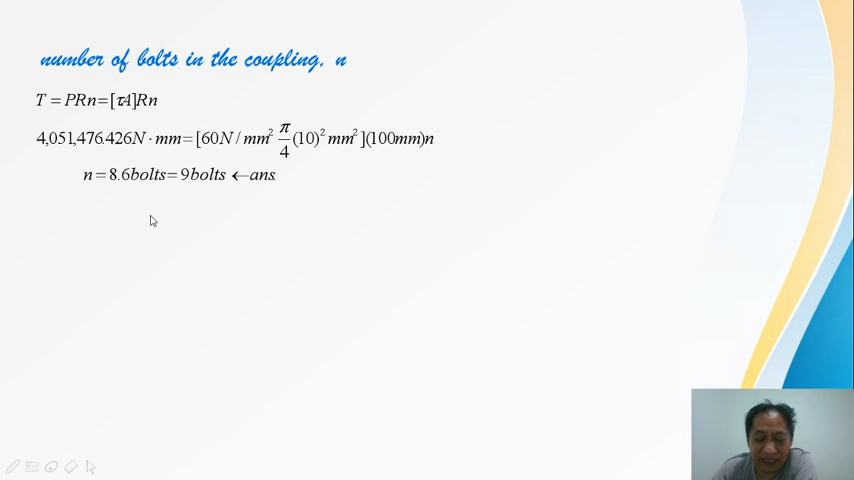 number of bolts in the coupling, n
T = PRn = [τA]Rn
4,051,476.426N · mm = [60N / mm² π/4 (10)² mm²](100mm)n
n = 8.6bolts = 9bolts ← ans